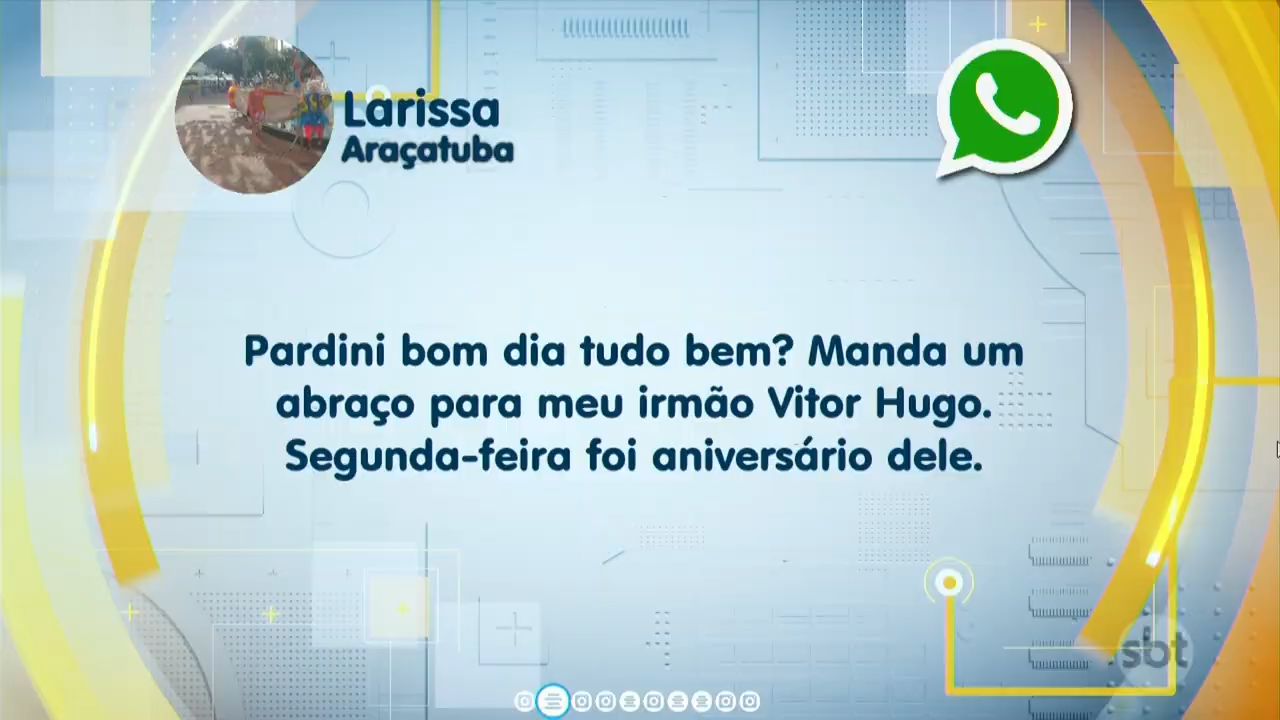 Larissa
Araçatuba
Pardini bom dia tudo bem? Manda um
abraço para meu irmão Vitor Hugo.
Segunda-feira foi aniversário dele.
sbt